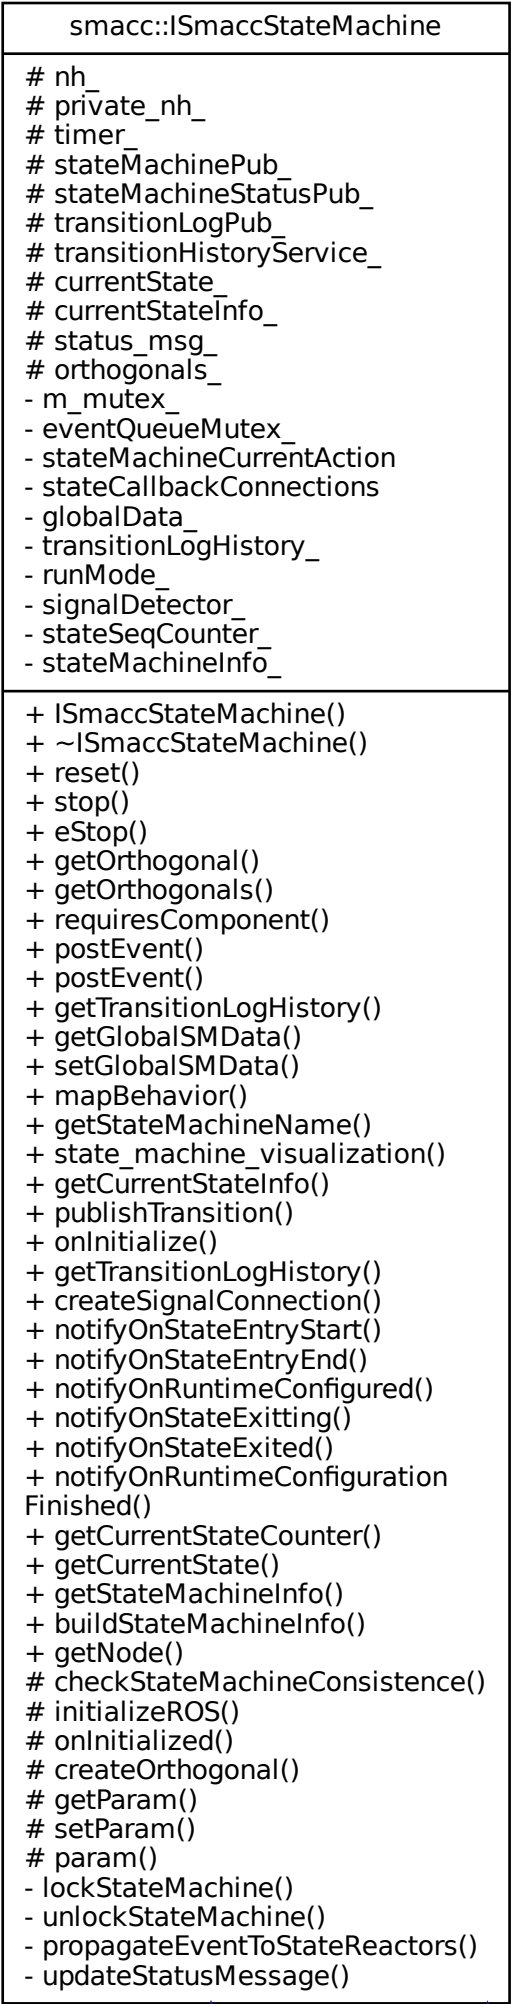 smacc::ISmaccStateMachine
# nh_
# private_nh_
# timer_
# stateMachinePub_
# stateMachineStatusPub_
# transitionLogPub_
# transitionHistoryService_
# currentState_
# currentStateInfo_
# status_msg_
# orthogonals_
- m_mutex_
- eventQueueMutex_
- stateMachineCurrentAction
- stateCallbackConnections
- globalData_
- transitionLogHistory_
- runMode_
- signalDetector_
- stateSeqCounter_
- stateMachineInfo_
+ ISmaccStateMachine()
+ ~ISmaccStateMachine()
+ reset()
+ stop()
+ eStop()
+ getOrthogonal()
+ getOrthogonals()
+ requiresComponent()
+ postEvent()
+ postEvent()
+ getTransitionLogHistory()
+ getGlobalSMData()
+ setGlobalSMData()
+ mapBehavior()
+ getStateMachineName()
+ state_machine_visualization()
+ getCurrentStateInfo()
+ publishTransition()
+ onInitialize()
+ getTransitionLogHistory()
+ createSignalConnection()
+ notifyOnStateEntryStart()
+ notifyOnStateEntryEnd()
+ notifyOnRuntimeConfigured()
+ notifyOnStateExitting()
+ notifyOnStateExited()
+ notifyOnRuntimeConfiguration
Finished()
+ getCurrentStateCounter()
+ getCurrentState()
+ getStateMachineInfo()
+ buildStateMachineInfo()
+ getNode()
# checkStateMachineConsistence()
# initializeROS()
# onInitialized()
# createOrthogonal()
# getParam()
# setParam()
# param()
- lockStateMachine()
- unlockStateMachine()
- propagateEventToStateReactors()
- updateStatusMessage()